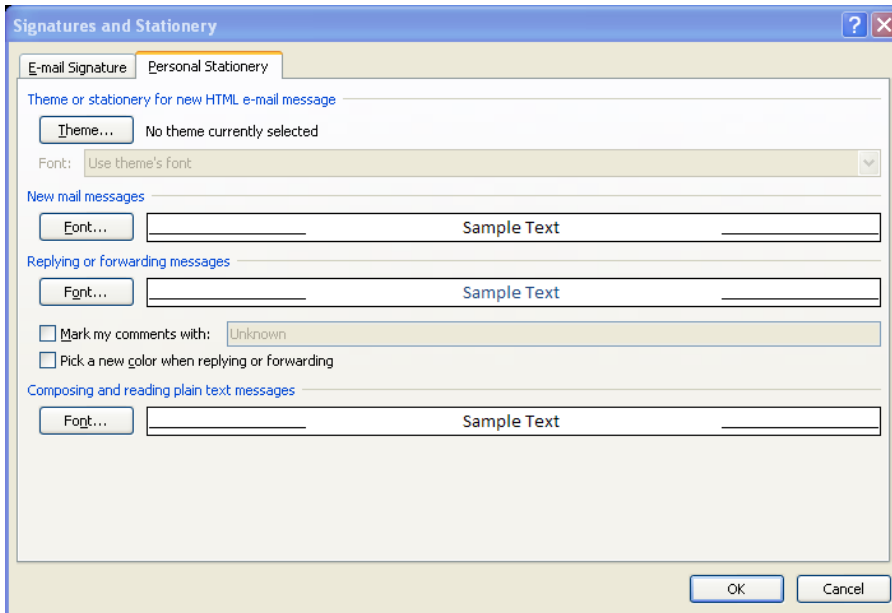 Signatures and Stationery
E-mail Signature Personal Stationery
Theme or stationery for new HTML e-mail message
Theme... No theme currently selected
Font: Use theme's font
New mail messages
Font... Sample Text
Replying or forwarding messages
Font... Sample Text
Mark my comments with: Unknown
Pick a new color when replying or forwarding
Composing and reading plain text messages
Font... Sample Text
OK Cancel